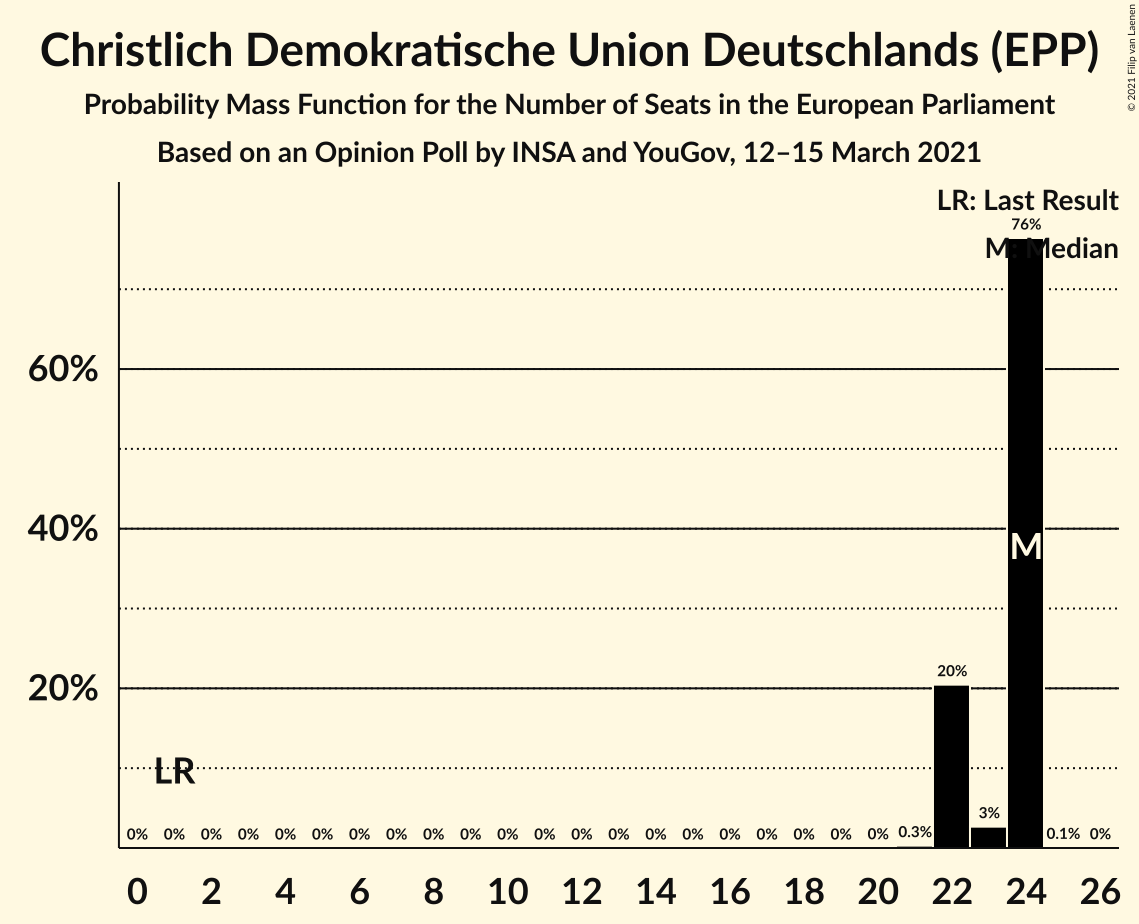 Christlich Demokratische Union Deutschlands (EPP)
Probability Mass Function for the Number of Seats in the European Parliament
Based on an Opinion Poll by INSA and YouGov, 12–15 March 2021
© 2021 Filip van Laenen
LR: Last Result
76%
M: Median
60%
40%
M
20%
20%
LR
3%
0% 0% 0% 0% 0% 0% 0% 0% 0% 0% 0% 0% 0% 0% 0% 0% 0% 0% 0% 0% 0% 0.3% 0.1% 0%
0 2 4 6 8 10 12 14 16 18 20 22 24 26